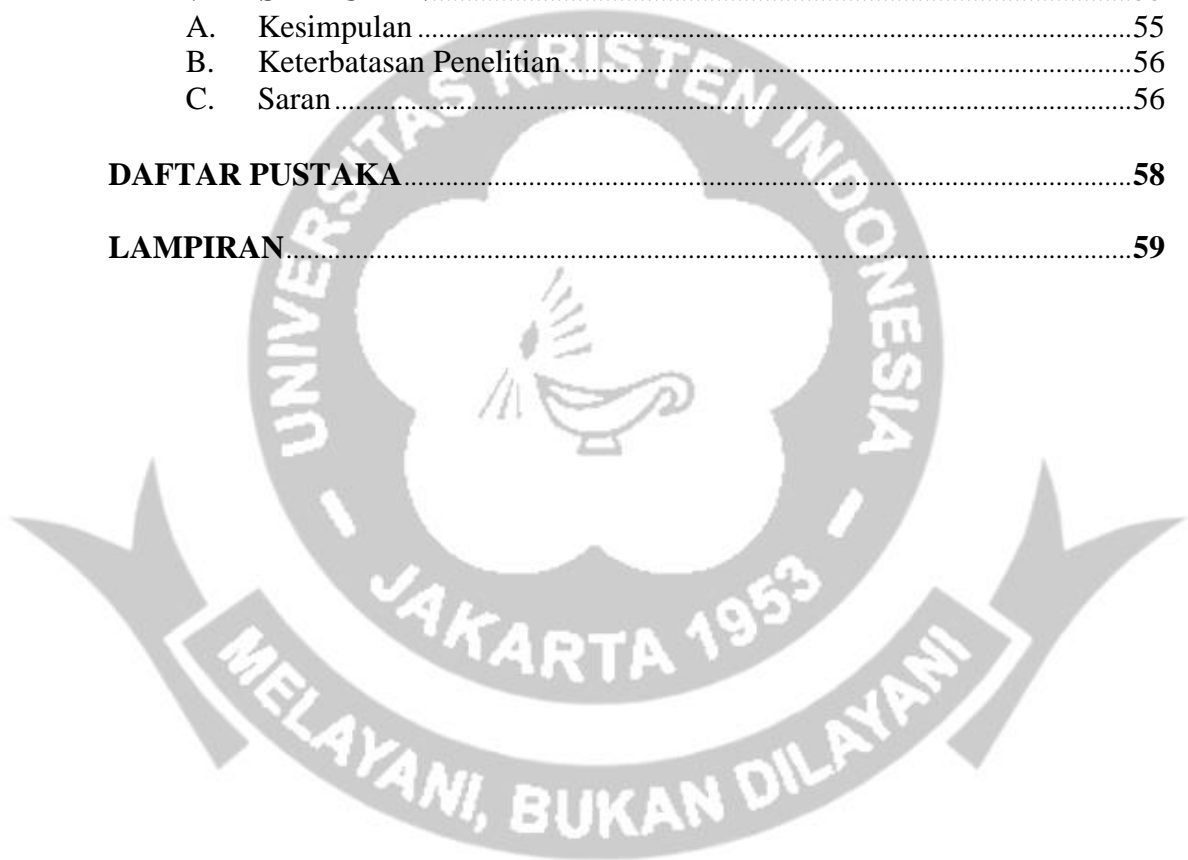 A. Kesimpulan ........ 55
B. Keterbatasan Penelitian ........ 56
C. Saran ........ 56
DAFTAR PUSTAKA ........ 58
LAMPIRAN ........ 59
UNIVERSITAS KRISTEN INDONESIA
- JAKARTA 1953 -
MELAYANI, BUKAN DILAYANI